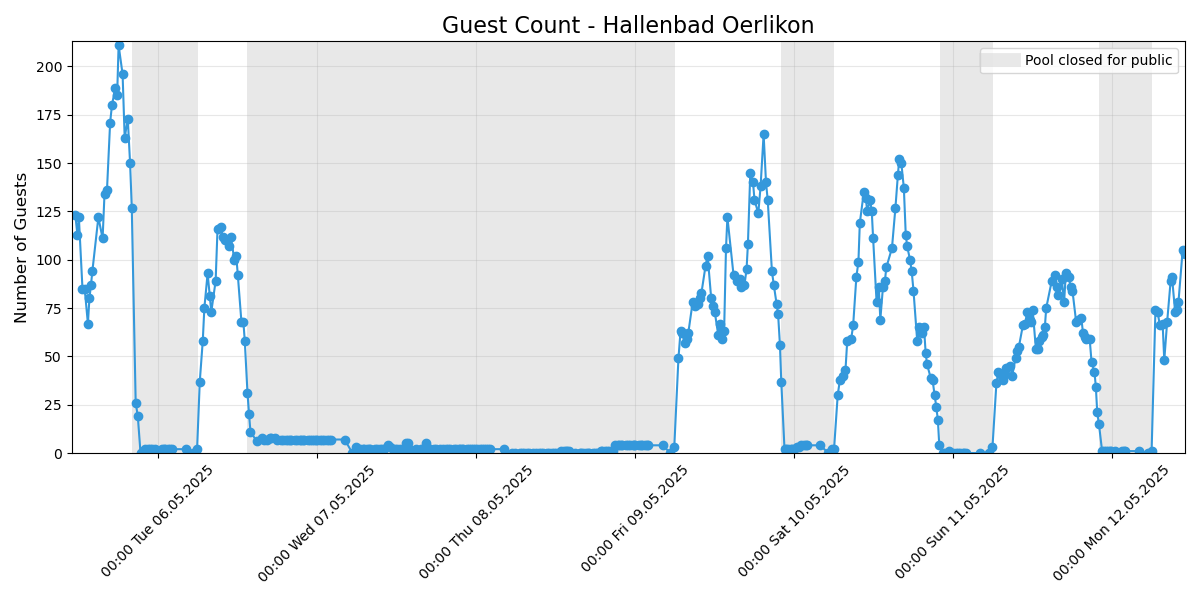 Guest Count - Hallenbad Oerlikon
Pool closed for public
Number of Guests
200
175
150
125
100
75
50
25
0
00:00 Tue 06.05.2025
00:00 Wed 07.05.2025
00:00 Thu 08.05.2025
00:00 Fri 09.05.2025
00:00 Sat 10.05.2025
00:00 Sun 11.05.2025
00:00 Mon 12.05.2025